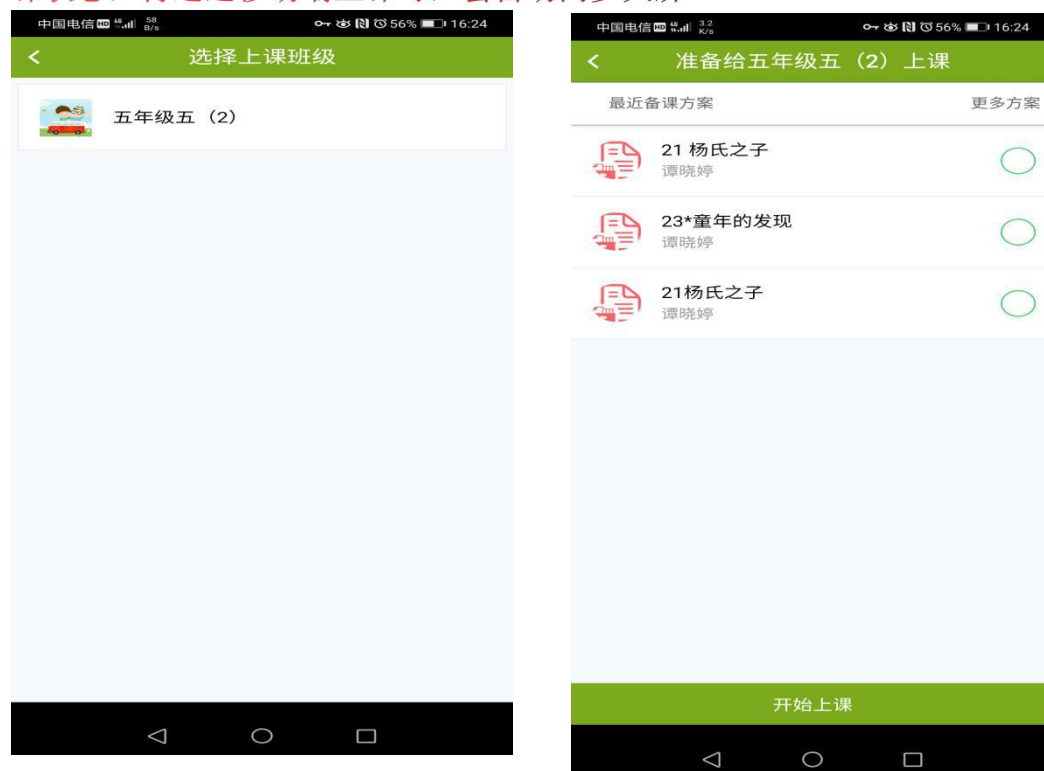 中国电信 HD 46 58 B/s 56% 16:24
选择上课班级
五年级五（2）
中国电信 HD 46 3.2 K/s 56% 16:24
准备给五年级五（2）上课
最近备课方案 更多方案
21 杨氏之子
谭晓婷
23*童年的发现
谭晓婷
21杨氏之子
谭晓婷
开始上课